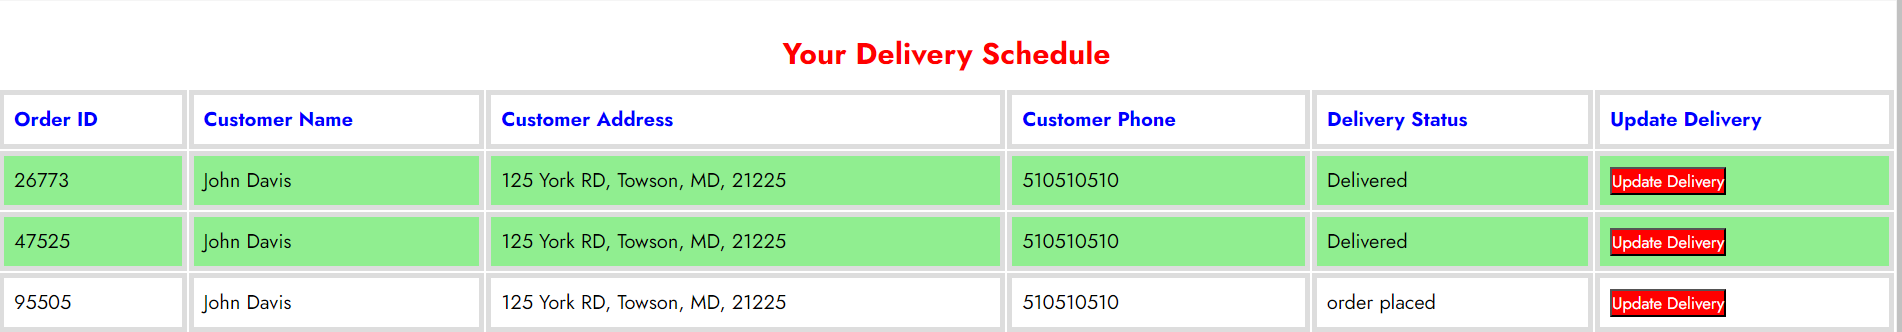 Your Delivery Schedule
Order ID Customer Name Customer Address Customer Phone Delivery Status Update Delivery
26773 John Davis 125 York RD, Towson, MD, 21225 510510510 Delivered Update Delivery
47525 John Davis 125 York RD, Towson, MD, 21225 510510510 Delivered Update Delivery
95505 John Davis 125 York RD, Towson, MD, 21225 510510510 order placed Update Delivery